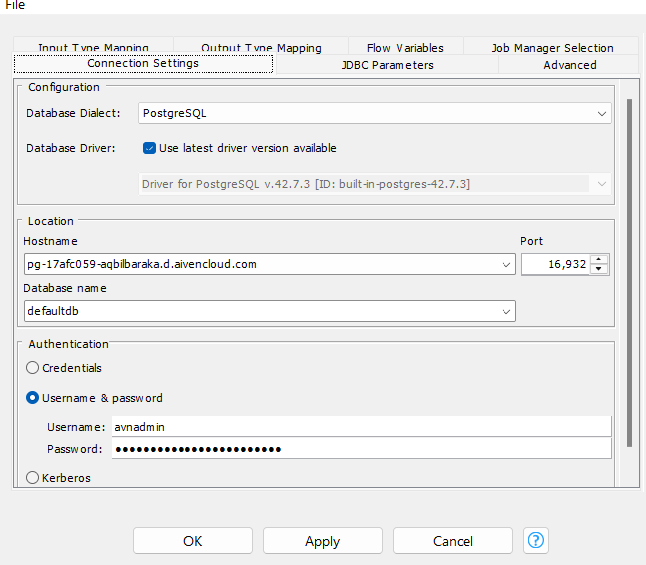 File
Input Type Mapping Output Type Mapping Flow Variables Job Manager Selection
Connection Settings JDBC Parameters Advanced
Configuration
Database Dialect: PostgreSQL
Database Driver: Use latest driver version available
Driver for PostgreSQL v.42.7.3 [ID: built-in-postgres-42.7.3]
Location
Hostname Port
pg-17afc059-aqbilbaraka.d.aivencloud.com 16,932
Database name
defaultdb
Authentication
Credentials
Username & password
Username: avnadmin
Password: ••••••••••••••••••••••••
Kerberos
OK Apply Cancel ?